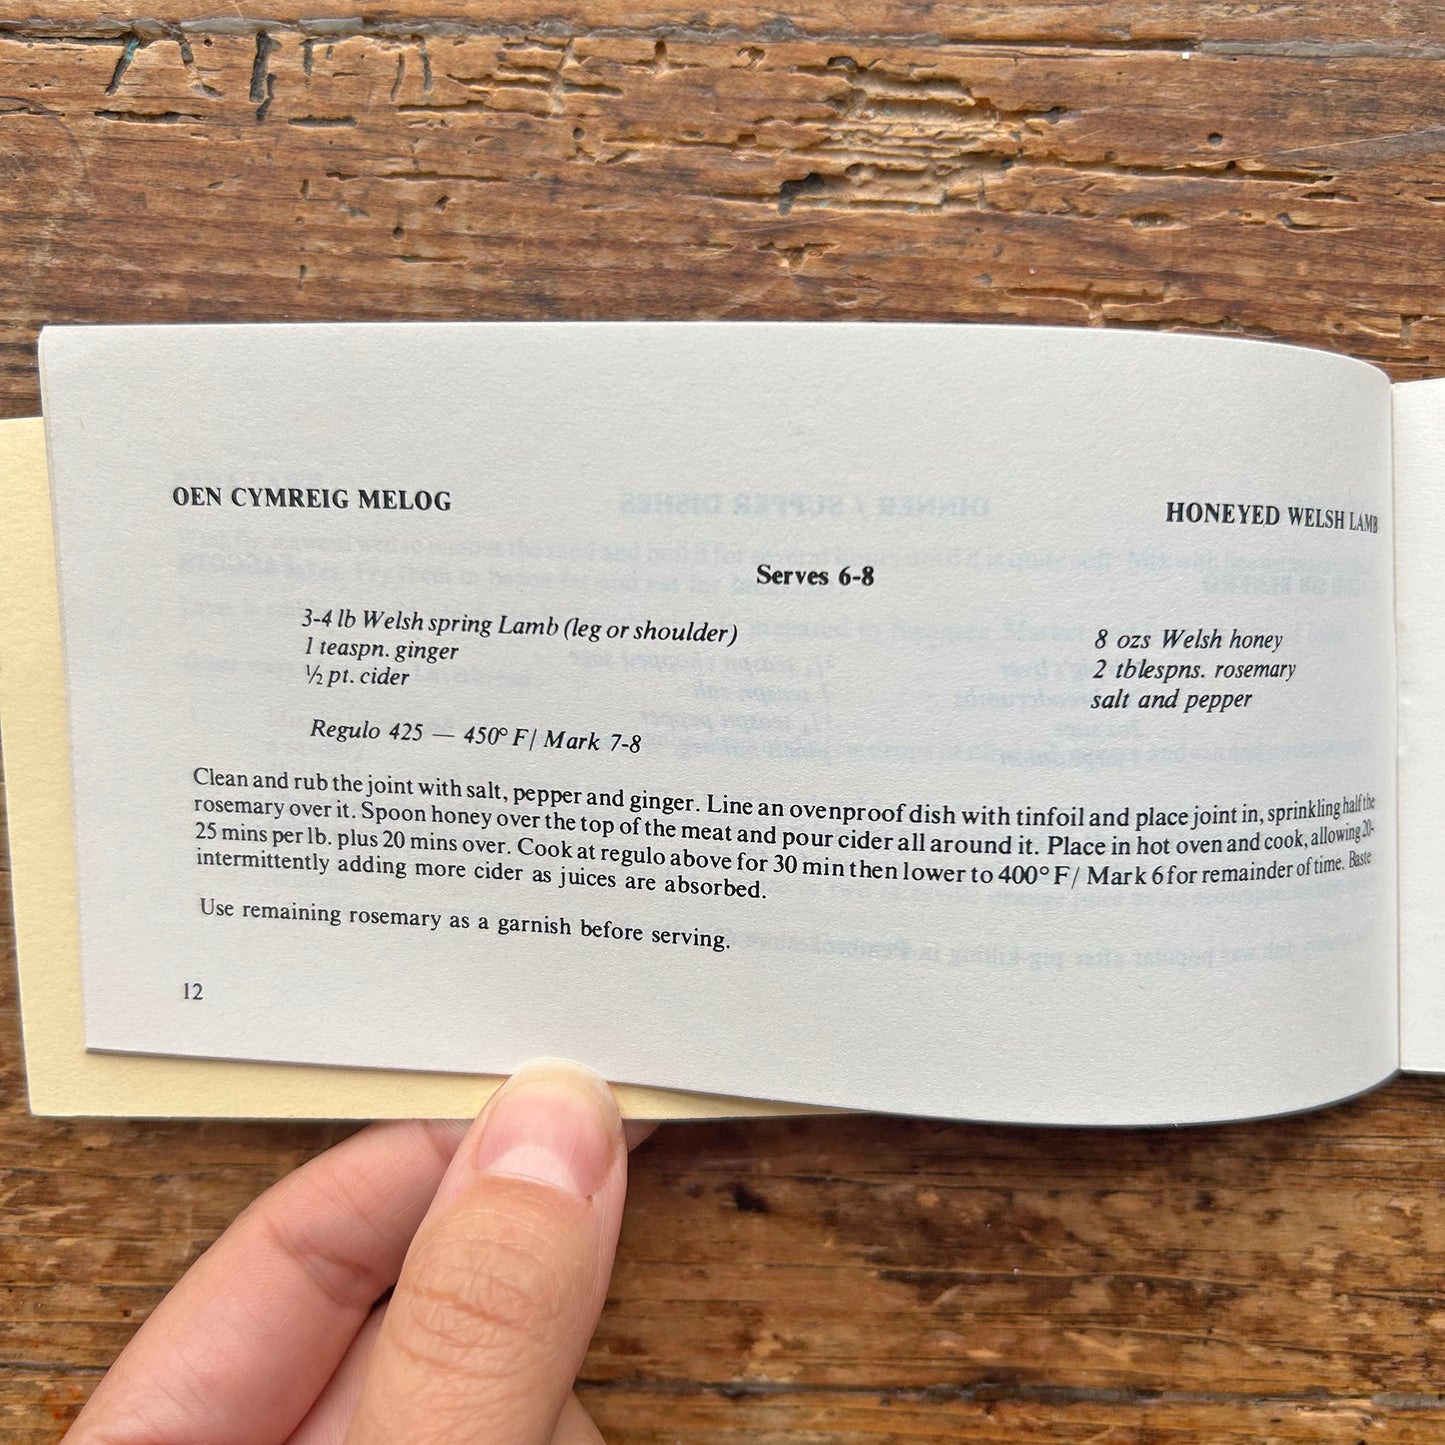 OEN CYMREIG MELOG
HONEYED WELSH LAMB
Serves 6-8
3-4 lb Welsh spring Lamb (leg or shoulder)
1 teaspn. ginger
½ pt. cider
8 ozs Welsh honey
2 tblespns. rosemary
salt and pepper
Regulo 425 — 450° F/ Mark 7-8
Clean and rub the joint with salt, pepper and ginger. Line an ovenproof dish with tinfoil and place joint in, sprinkling half the
rosemary over it. Spoon honey over the top of the meat and pour cider all around it. Place in hot oven and cook, allowing 20-
25 mins per lb. plus 20 mins over. Cook at regulo above for 30 min then lower to 400° F/ Mark 6 for remainder of time. Baste
intermittently adding more cider as juices are absorbed.
Use remaining rosemary as a garnish before serving.
12